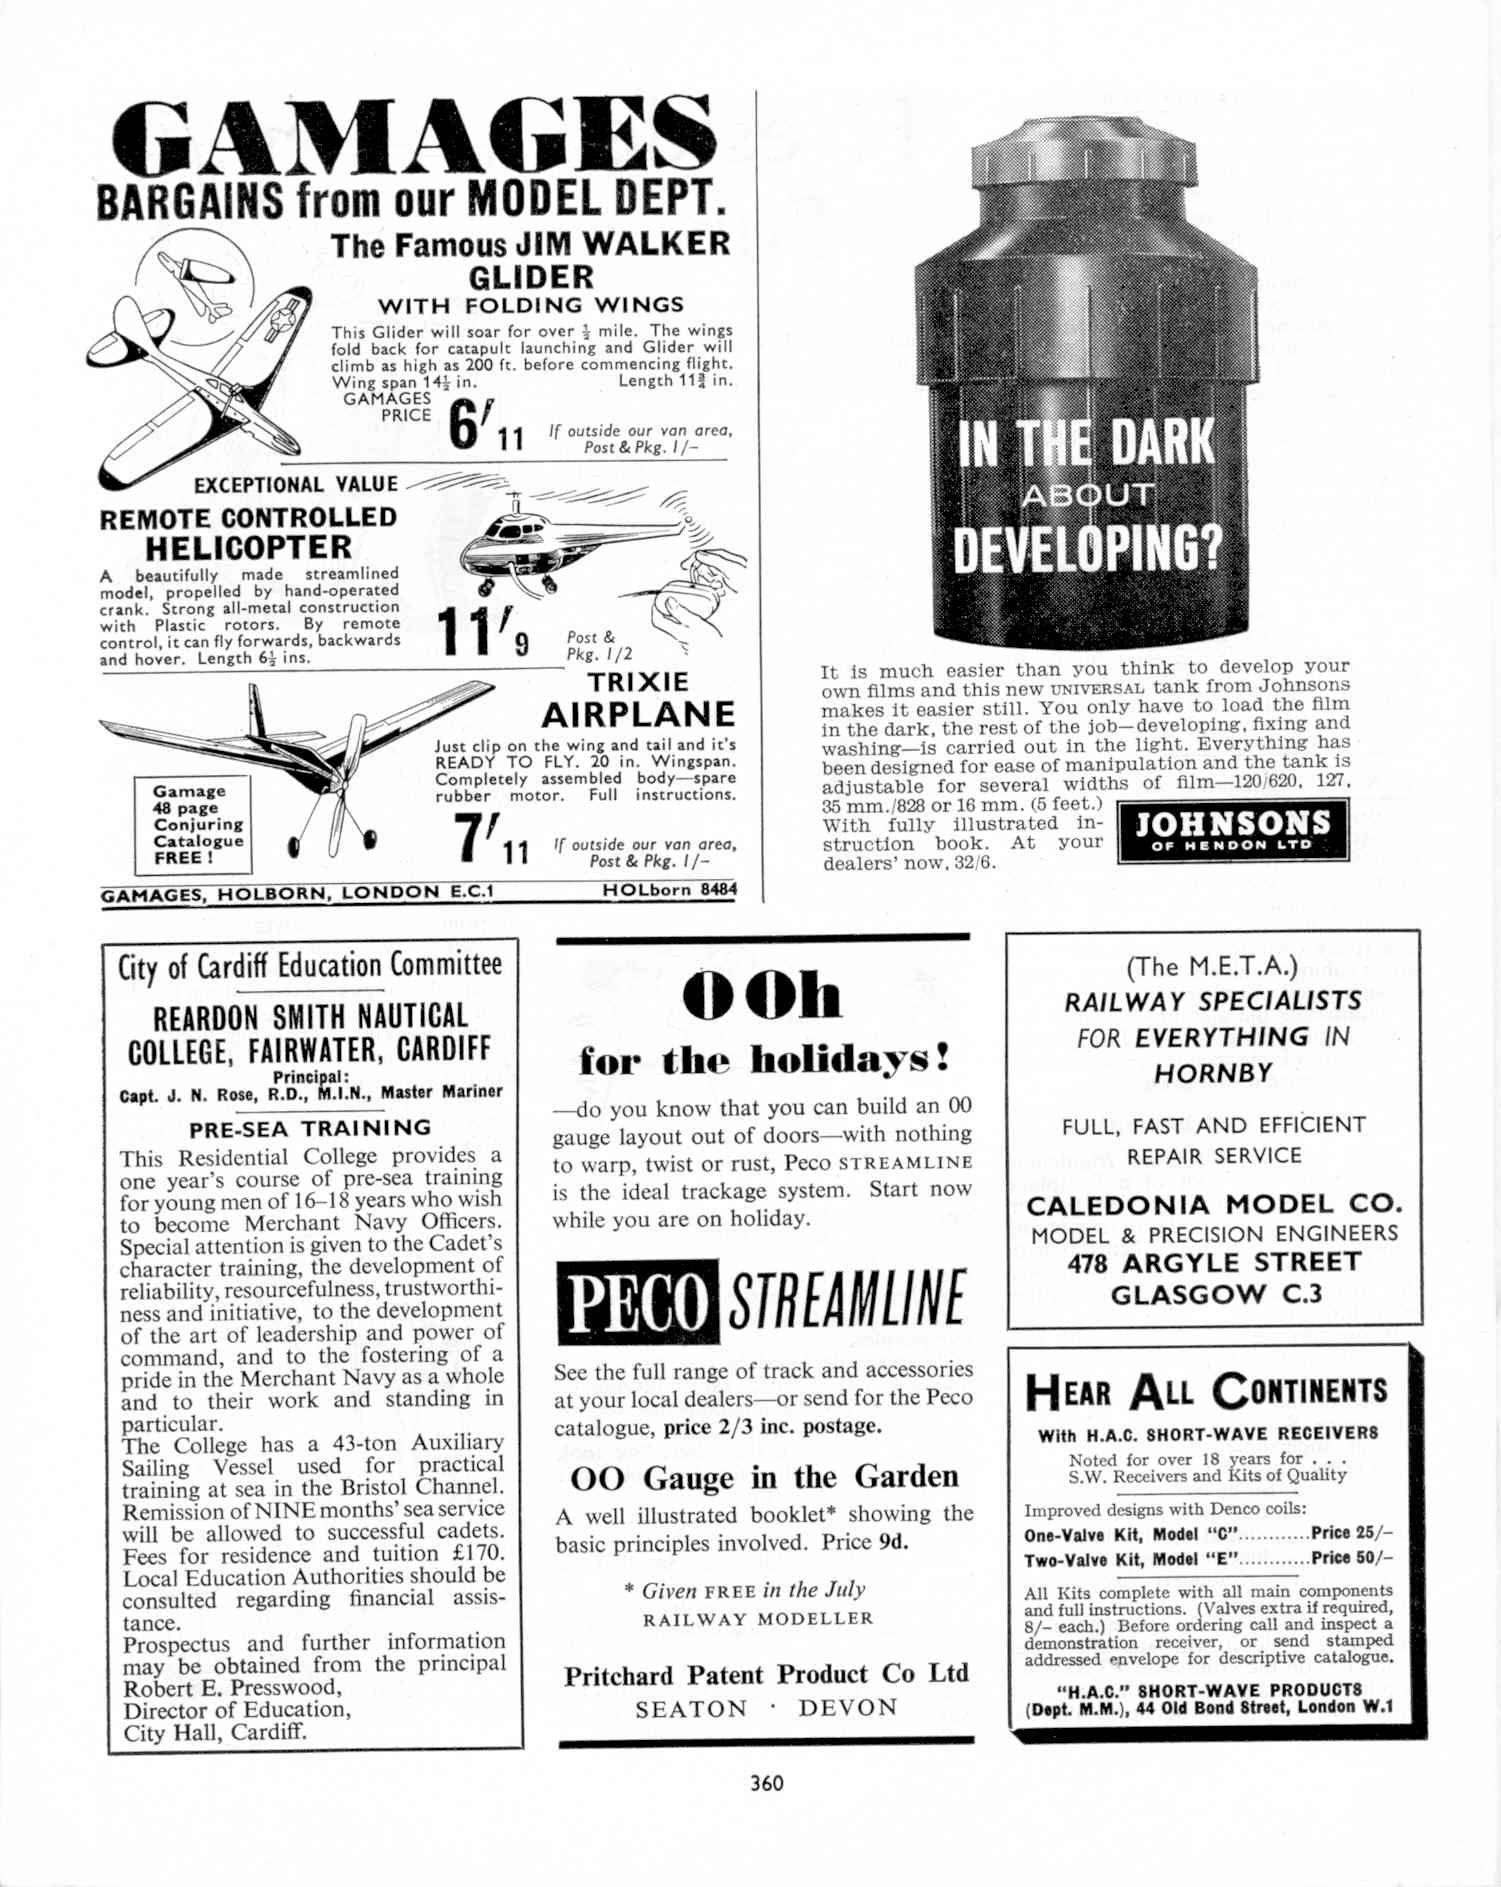 GAMAGES
BARGAINS from our MODEL DEPT.
The Famous JIM WALKER
GLIDER
WITH FOLDING WINGS
This Glider will soar for over ½ mile. The wings
fold back for catapult launching and Glider will
climb as high as 200 ft. before commencing flight.
Wing span 14½ in. Length 11¾ in.
GAMAGES
PRICE 6/11
If outside our van area,
Post & Pkg. 1/–
EXCEPTIONAL VALUE
REMOTE CONTROLLED
HELICOPTER
A beautifully made streamlined
model, propelled by hand-operated
crank. Strong all-metal construction
with Plastic rotors. By remote
control, it can fly forwards, backwards
and hover. Length 6½ ins.
11/9
Post &
Pkg. 1/2
TRIXIE
AIRPLANE
Just clip on the wing and tail and it's
READY TO FLY. 20 in. Wingspan.
Completely assembled body—spare
rubber motor. Full instructions.
7/11
If outside our van area,
Post & Pkg. 1/–
Gamage
48 page
Conjuring
Catalogue
FREE!
GAMAGES, HOLBORN, LONDON E.C.1 HOLborn 8484
IN THE DARK
ABOUT
DEVELOPING?
It is much easier than you think to develop your
own films and this new UNIVERSAL tank from Johnsons
makes it easier still. You only have to load the film
in the dark, the rest of the job—developing, fixing and
washing—is carried out in the light. Everything has
been designed for ease of manipulation and the tank is
adjustable for several widths of film—120/620, 127,
35 mm./828 or 16 mm. (5 feet.)
With fully illustrated in-
struction book. At your
dealers' now, 32/6.
JOHNSONS
OF HENDON LTD
City of Cardiff Education Committee
REARDON SMITH NAUTICAL
COLLEGE, FAIRWATER, CARDIFF
Principal:
Capt. J. N. Rose, R.D., M.I.N., Master Mariner
PRE-SEA TRAINING
This Residential College provides a
one year's course of pre-sea training
for young men of 16–18 years who wish
to become Merchant Navy Officers.
Special attention is given to the Cadet's
character training, the development of
reliability, resourcefulness, trustworthi-
ness and initiative, to the development
of the art of leadership and power of
command, and to the fostering of a
pride in the Merchant Navy as a whole
and to their work and standing in
particular.
The College has a 43-ton Auxiliary
Sailing Vessel used for practical
training at sea in the Bristol Channel.
Remission of NINE months' sea service
will be allowed to successful cadets.
Fees for residence and tuition £170.
Local Education Authorities should be
consulted regarding financial assis-
tance.
Prospectus and further information
may be obtained from the principal
Robert E. Presswood,
Director of Education,
City Hall, Cardiff.
OOh
for the holidays!
—do you know that you can build an 00
gauge layout out of doors—with nothing
to warp, twist or rust, Peco STREAMLINE
is the ideal trackage system. Start now
while you are on holiday.
PECO STREAMLINE
See the full range of track and accessories
at your local dealers—or send for the Peco
catalogue, price 2/3 inc. postage.
OO Gauge in the Garden
A well illustrated booklet* showing the
basic principles involved. Price 9d.
* Given FREE in the July
RAILWAY MODELLER
Pritchard Patent Product Co Ltd
SEATON · DEVON
(The M.E.T.A.)
RAILWAY SPECIALISTS
FOR EVERYTHING IN
HORNBY
FULL, FAST AND EFFICIENT
REPAIR SERVICE
CALEDONIA MODEL CO.
MODEL & PRECISION ENGINEERS
478 ARGYLE STREET
GLASGOW C.3
HEAR ALL CONTINENTS
With H.A.C. SHORT-WAVE RECEIVERS
Noted for over 18 years for . . .
S.W. Receivers and Kits of Quality
Improved designs with Denco coils:
One-Valve Kit, Model "C"...........Price 25/–
Two-Valve Kit, Model "E"...........Price 50/–
All Kits complete with all main components
and full instructions. (Valves extra if required,
8/– each.) Before ordering call and inspect a
demonstration receiver, or send stamped
addressed envelope for descriptive catalogue.
"H.A.C." SHORT-WAVE PRODUCTS
(Dept. M.M.), 44 Old Bond Street, London W.1
360